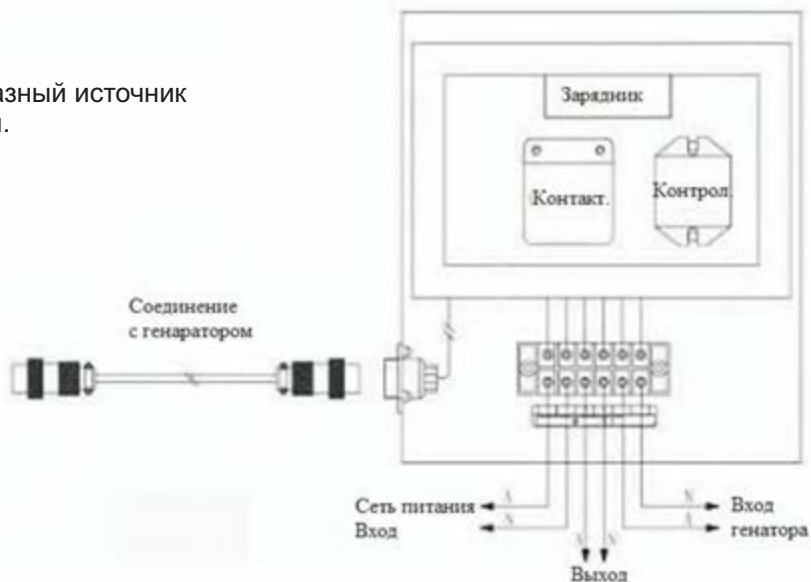 азный источник
Зарядник
Контакт.
Контрол.
Соединение
с генаратором
Сеть питания
Вход
Вход
генатора
Выход